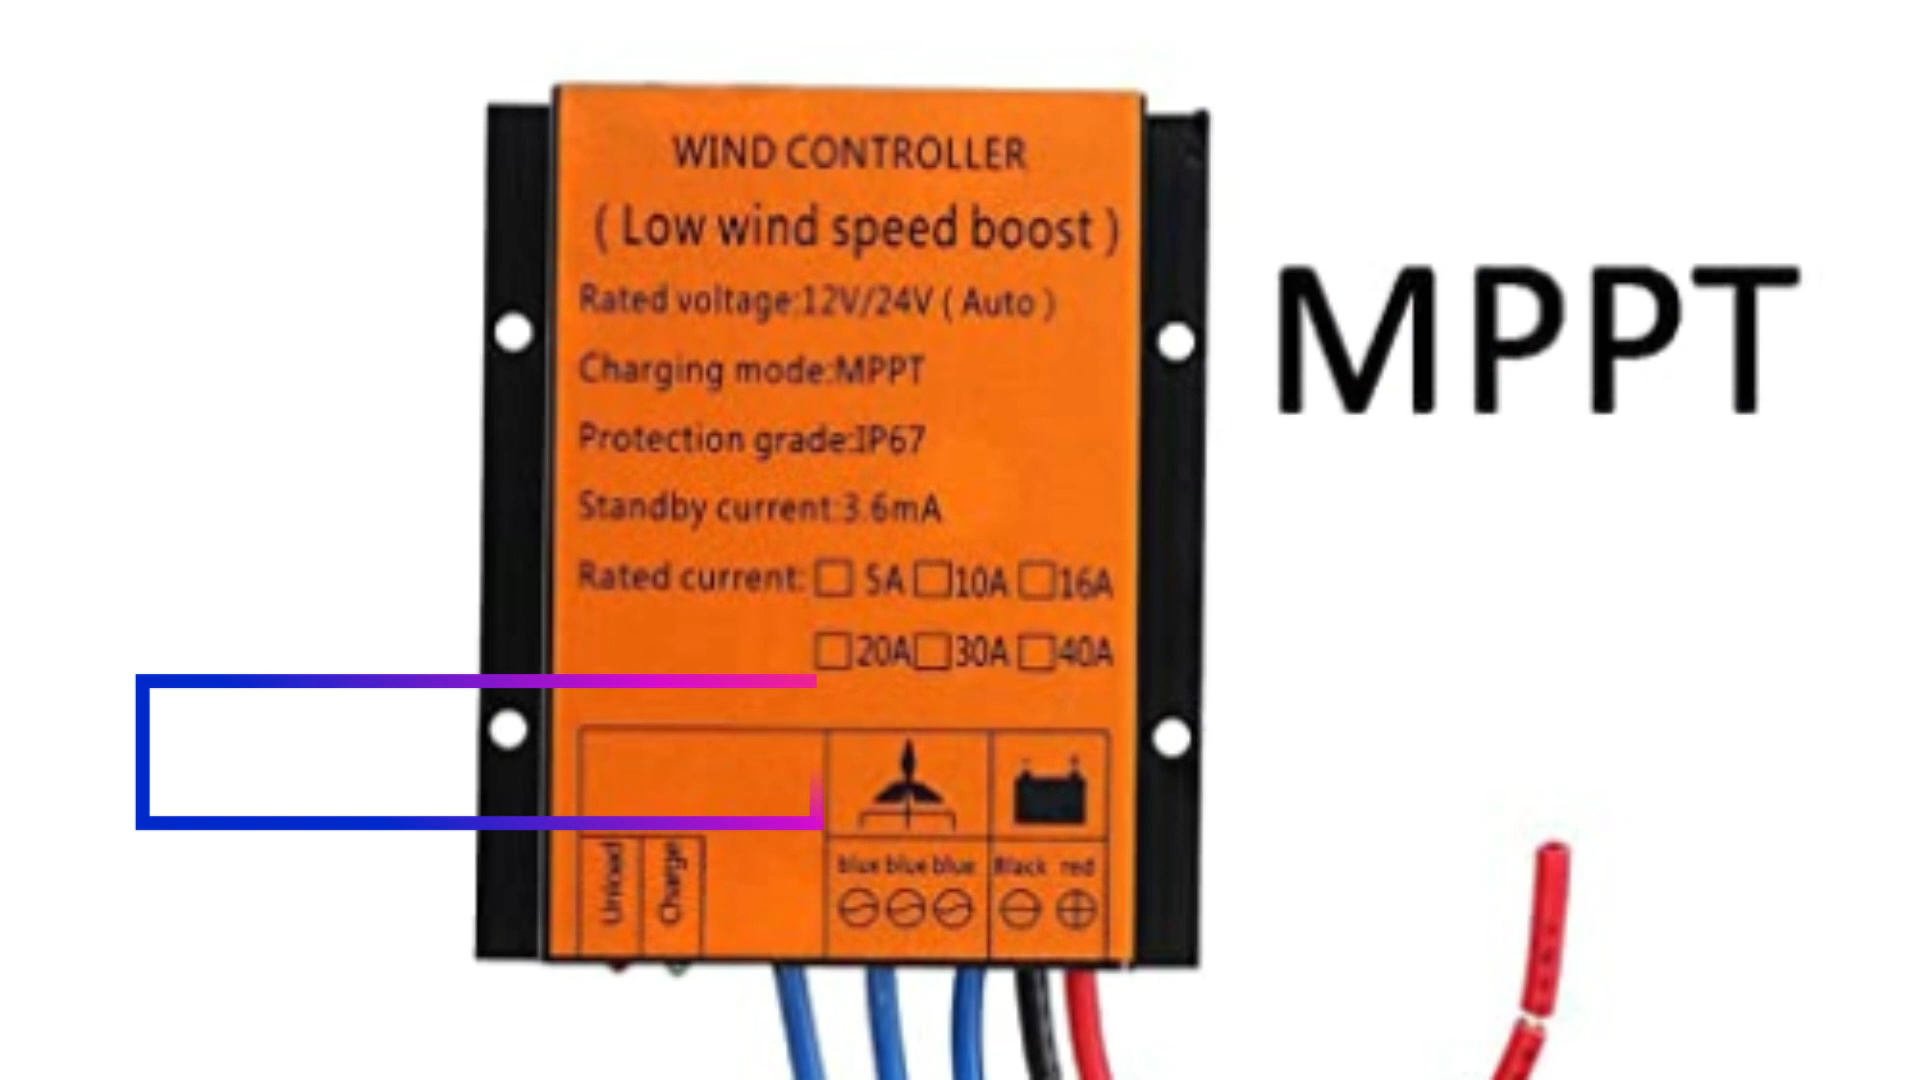 WIND CONTROLLER
( Low wind speed boost )
Rated voltage:12V/24V ( Auto )
Charging mode:MPPT
Protection grade:IP67
Standby current:3.6mA
Rated current: 5A 10A 16A
20A 30A 40A
MPPT
Unload
Charge
blue blue blue
Black red